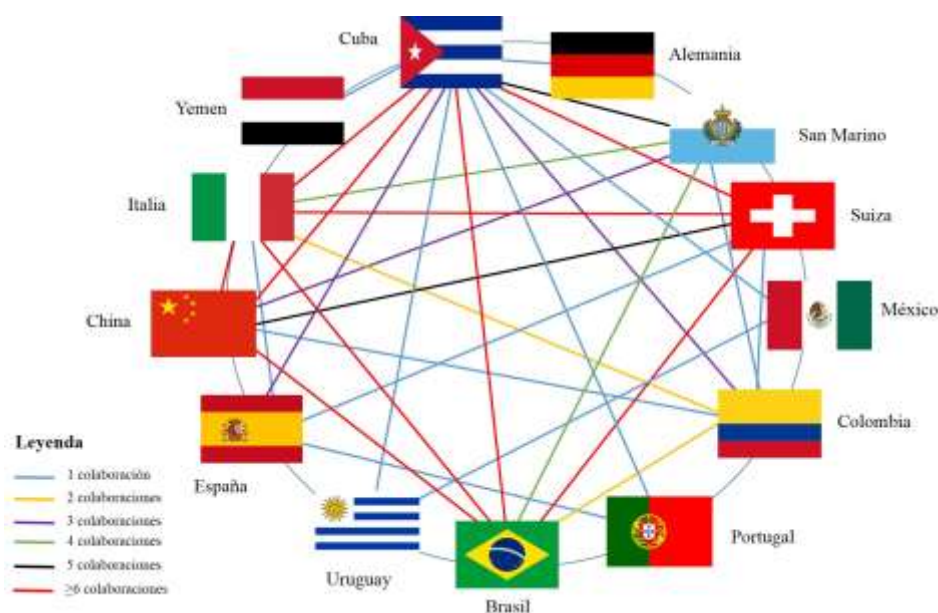 Cuba
Alemania
Yemen
San Marino
Italia
Suiza
China
México
Colombia
España
Portugal
Uruguay
Brasil
Leyenda
1 colaboración
2 colaboraciones
3 colaboraciones
4 colaboraciones
5 colaboraciones
≥6 colaboraciones